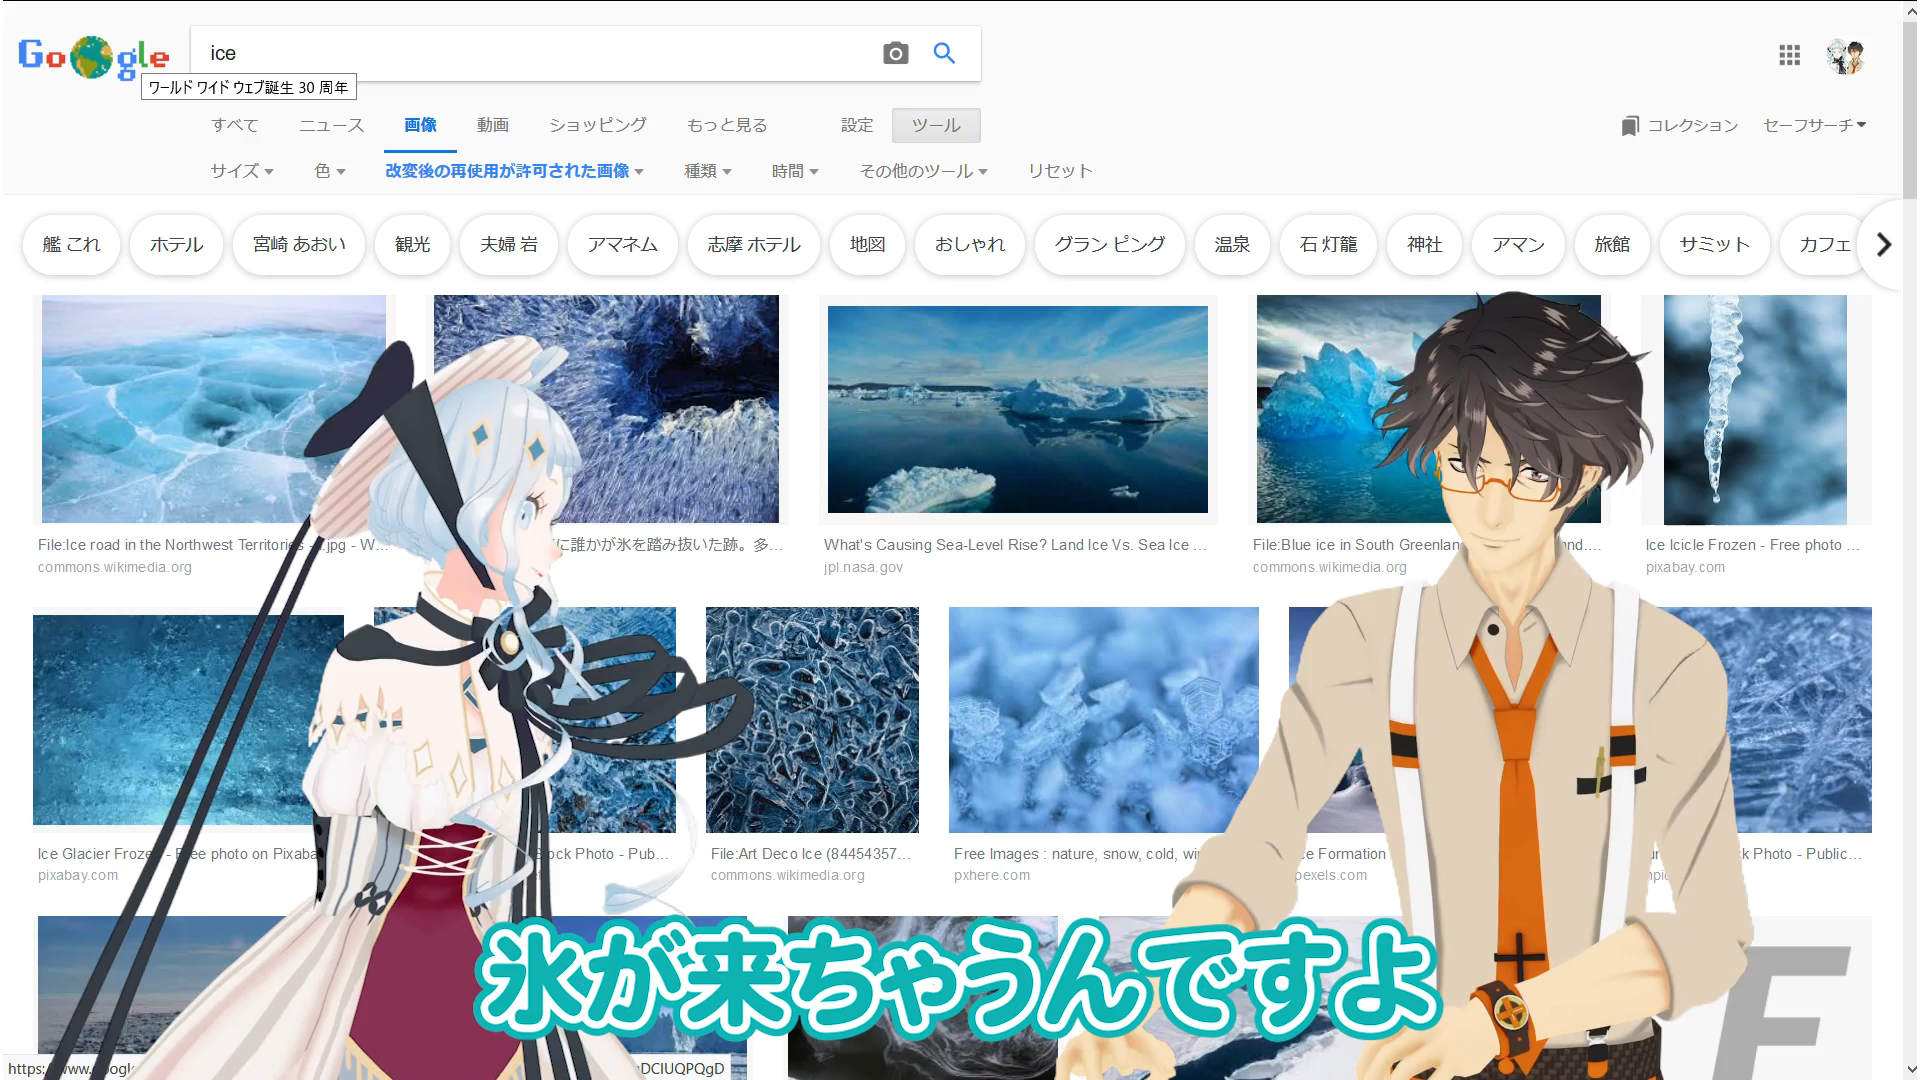 Google
ice
ワールド ワイド ウェブ誕生 30 周年
すべて ニュース 画像 動画 ショッピング もっと見る 設定 ツール コレクション セーフサーチ
サイズ 色 改変後の再使用が許可された画像 種類 時間 その他のツール リセット
艦 これ ホテル 宮崎 あおい 観光 夫婦 岩 アマネム 志摩 ホテル 地図 おしゃれ グラン ピング 温泉 石 灯籠 神社 アマン 旅館 サミット カフェ
File:Ice road in the Northwest Territories
.jpg - W...
commons.wikimedia.org
に誰かが氷を踏み抜いた跡。多...
What's Causing Sea-Level Rise? Land Ice Vs. Sea Ice ...
jpl.nasa.gov
File:Blue ice in South
commons.wikimedia.org
Ice Icicle Frozen - Free photo ...
pixabay.com
Ice Glacier
photo on
pixabay.com
Photo - Pub...
File:Art Deco Ice (84454357...
commons.wikimedia.org
Free Images : nature, snow, cold,
pxhere.com
Formation
pexels.com
Photo - Public...
氷が来ちゃうんですよ
F
https:
DCIUQPQgD